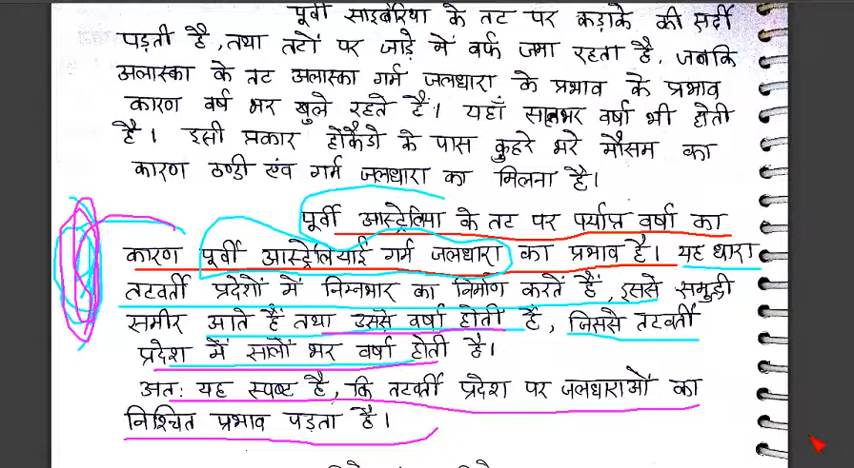 पूर्वी साइबेरिया के तट पर कड़ाके की सर्दी
पड़ती है, तथा तटों पर जाड़े में बर्फ जमा रहता है, जबकि
अलास्का के तट अलास्का गर्म जलधारा के प्रभाव के प्रभाव
कारण वर्ष भर खुले रहते हैं। यहाँ सालभर वर्षा भी होती
है। इसी प्रकार होकैडो के पास कुहरे भरे मौसम का
कारण ठण्डी एंव गर्म जलधारा का मिलना है।
पूर्वी आस्ट्रेलिया के तट पर पर्याप्त वर्षा का
कारण पूर्वी आस्ट्रेलियाई गर्म जलधारा का प्रभाव है। यह धारा
तटवर्ती प्रदेशों में निम्नभार का निर्माण करते हैं, इससे समुद्री
समीर आते हैं तथा उससे वर्षा होती है, जिससे तटवर्ती
प्रदेश में सालों भर वर्षा होती है।
अतः यह स्पष्ट है, कि तटवर्ती प्रदेश पर जलधाराओं का
निश्चित प्रभाव पड़ता है।